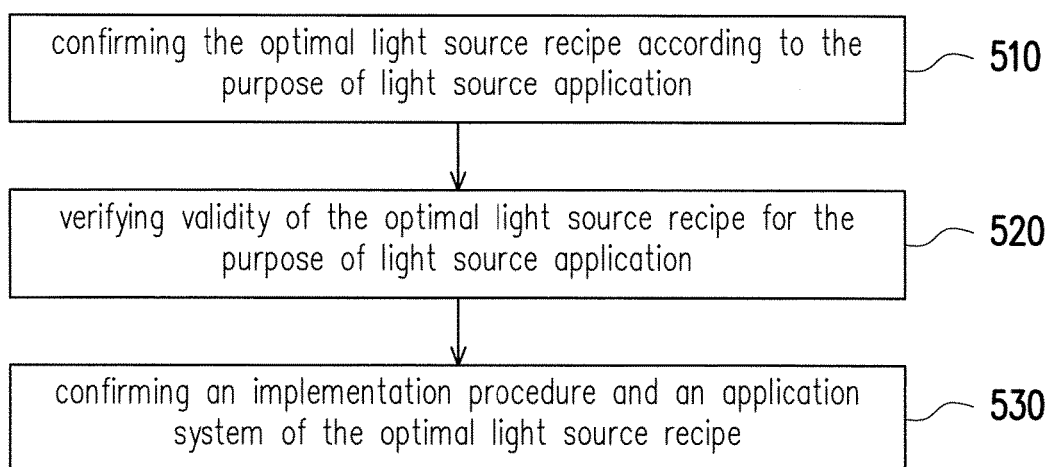 confirming the optimal light source recipe according to the
purpose of light source application
510
verifying validity of the optimal light source recipe for the
purpose of light source application
520
confirming an implementation procedure and an application
system of the optimal light source recipe
530